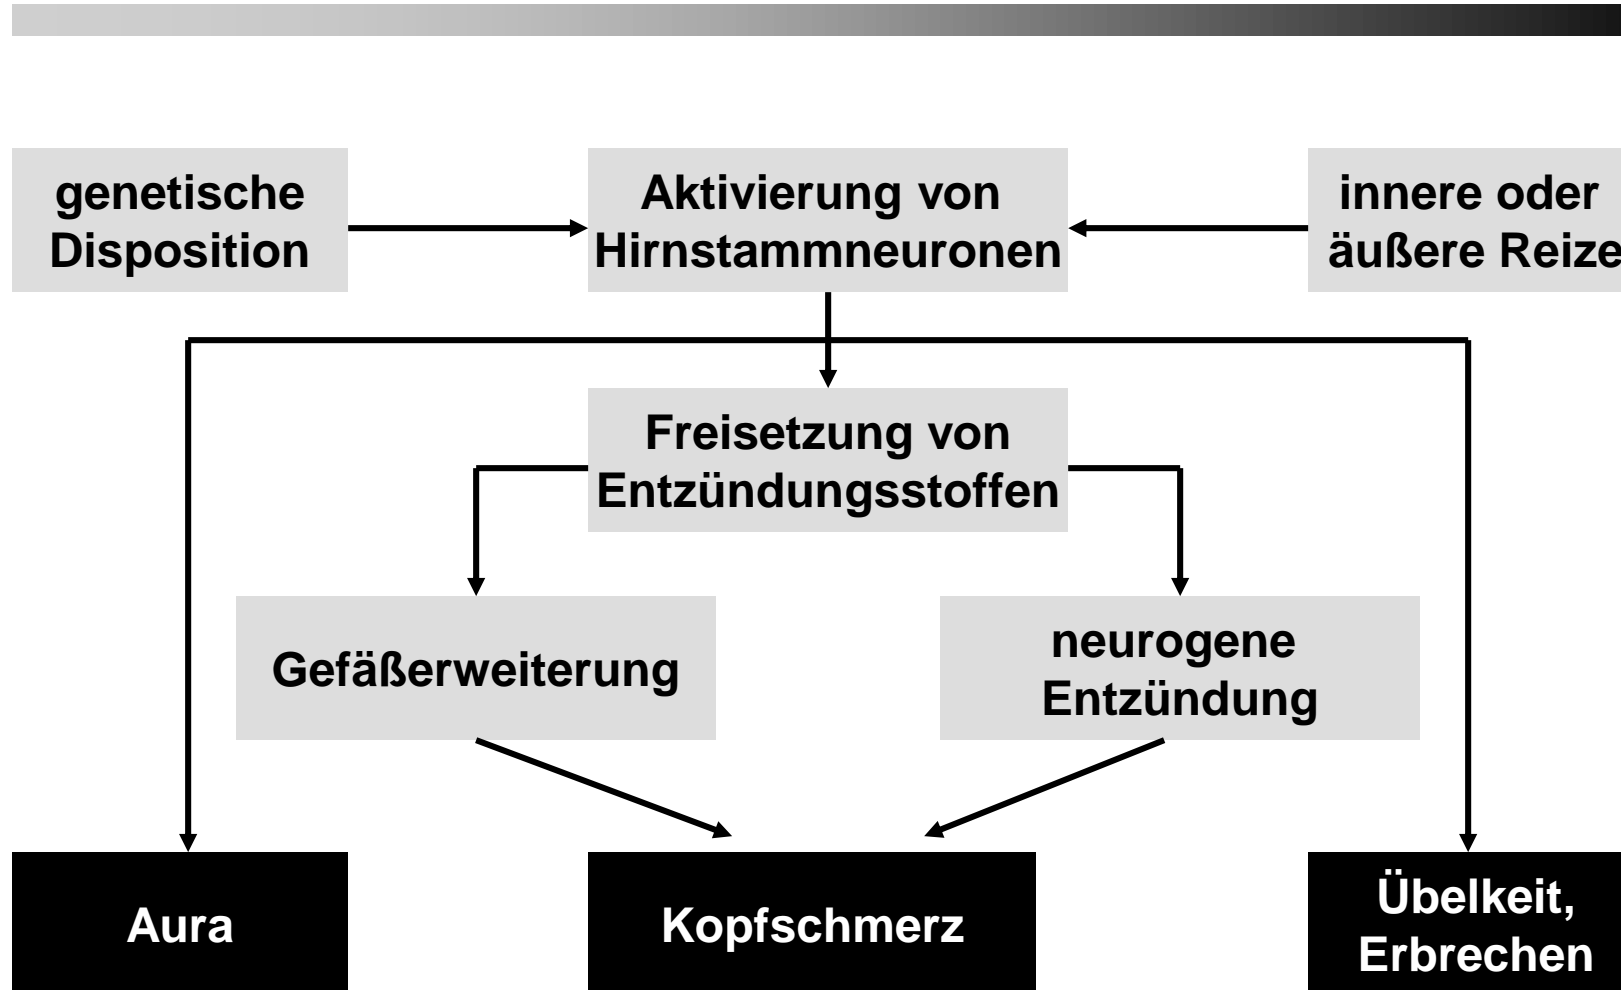 genetische
Disposition
Aktivierung von
Hirnstammneuronen
innere oder
äußere Reize
Freisetzung von
Entzündungsstoffen
Gefäßerweiterung
neurogene
Entzündung
Aura
Kopfschmerz
Übelkeit,
Erbrechen